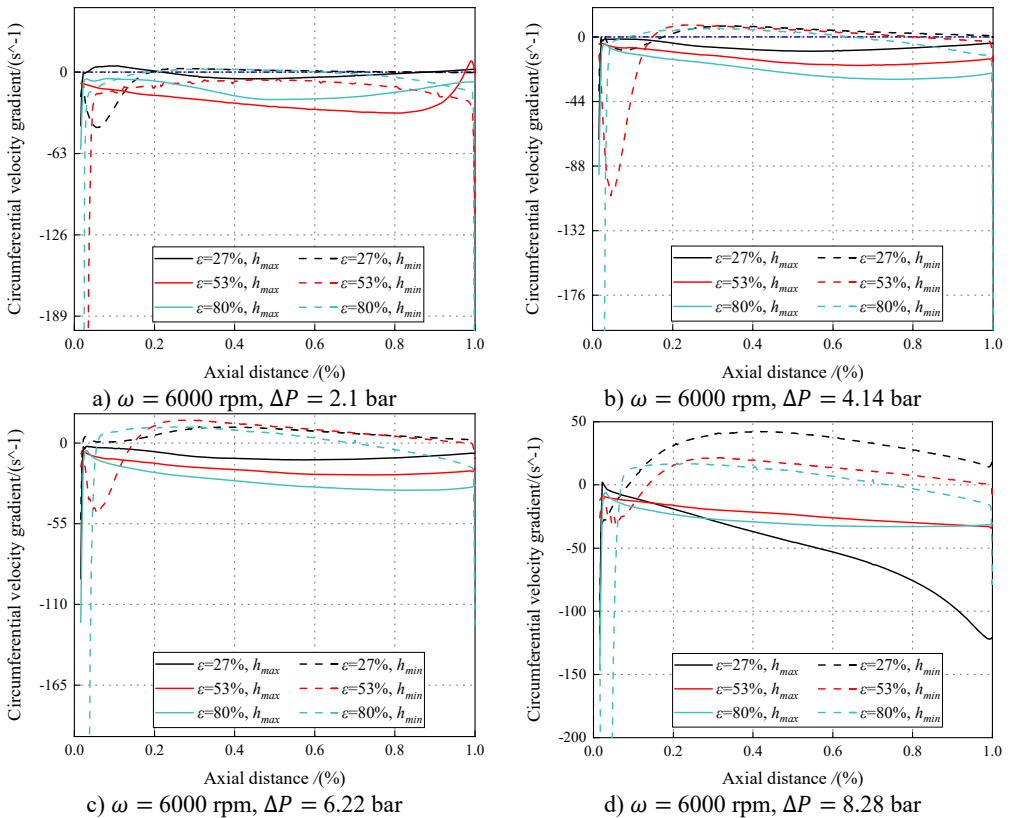 Circumferential velocity gradient/(s^-1)
0
-63
-126
-189
ε=27%, hmax
ε=27%, hmin
ε=53%, hmax
ε=53%, hmin
ε=80%, hmax
ε=80%, hmin
0.0 0.2 0.4 0.6 0.8 1.0
Axial distance /(%)
a) ω = 6000 rpm, ΔP = 2.1 bar
Circumferential velocity gradient/(s^-1)
0
-44
-88
-132
-176
ε=27%, hmax
ε=27%, hmin
ε=53%, hmax
ε=53%, hmin
ε=80%, hmax
ε=80%, hmin
0.0 0.2 0.4 0.6 0.8 1.0
Axial distance /(%)
b) ω = 6000 rpm, ΔP = 4.14 bar
Circumferential velocity gradient/(s^-1)
0
-55
-110
-165
ε=27%, hmax
ε=27%, hmin
ε=53%, hmax
ε=53%, hmin
ε=80%, hmax
ε=80%, hmin
0.0 0.2 0.4 0.6 0.8 1.0
Axial distance /(%)
c) ω = 6000 rpm, ΔP = 6.22 bar
Circumferential velocity gradient/(s^-1)
50
0
-50
-100
-150
-200
ε=27%, hmax
ε=27%, hmin
ε=53%, hmax
ε=53%, hmin
ε=80%, hmax
ε=80%, hmin
0.0 0.2 0.4 0.6 0.8 1.0
Axial distance /(%)
d) ω = 6000 rpm, ΔP = 8.28 bar